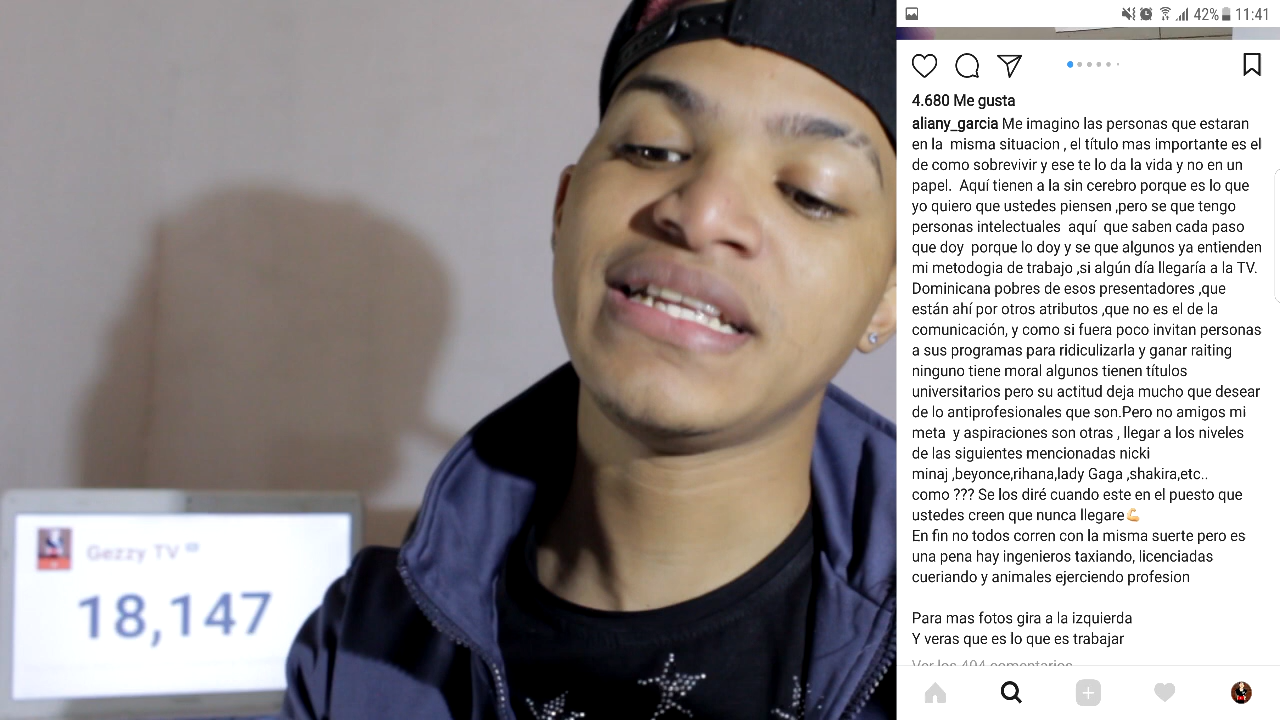 Gezzy TV
18,147
42% 11:41
4.680 Me gusta
aliany_garcia Me imagino las personas que estaran
en la misma situacion , el título mas importante es el
de como sobrevivir y ese te lo da la vida y no en un
papel. Aquí tienen a la sin cerebro porque es lo que
yo quiero que ustedes piensen ,pero se que tengo
personas intelectuales aquí que saben cada paso
que doy porque lo doy y se que algunos ya entienden
mi metodogia de trabajo ,si algún día llegaría a la TV.
Dominicana pobres de esos presentadores ,que
están ahí por otros atributos ,que no es el de la
comunicación, y como si fuera poco invitan personas
a sus programas para ridiculizarla y ganar raiting
ninguno tiene moral algunos tienen títulos
universitarios pero su actitud deja mucho que desear
de lo antiprofesionales que son.Pero no amigos mi
meta y aspiraciones son otras , llegar a los niveles
de las siguientes mencionadas nicki
minaj ,beyonce,rihana,lady Gaga ,shakira,etc..
como ??? Se los diré cuando este en el puesto que
ustedes creen que nunca llegare💪🏻
En fin no todos corren con la misma suerte pero es
una pena hay ingenieros taxiando, licenciadas
cueriando y animales ejerciendo profesion
Para mas fotos gira a la izquierda
Y veras que es lo que es trabajar
Ver los 404 comentarios